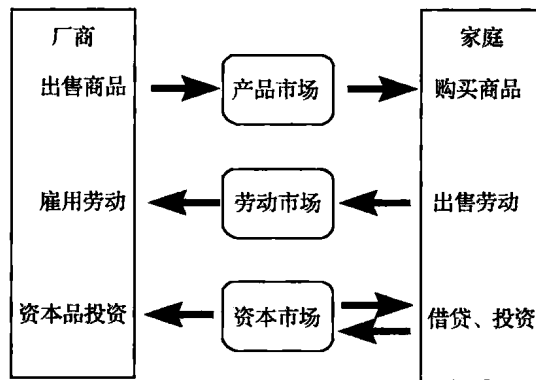 厂商
家庭
出售商品
产品市场
购买商品
雇用劳动
劳动市场
出售劳动
资本品投资
资本市场
借贷、投资